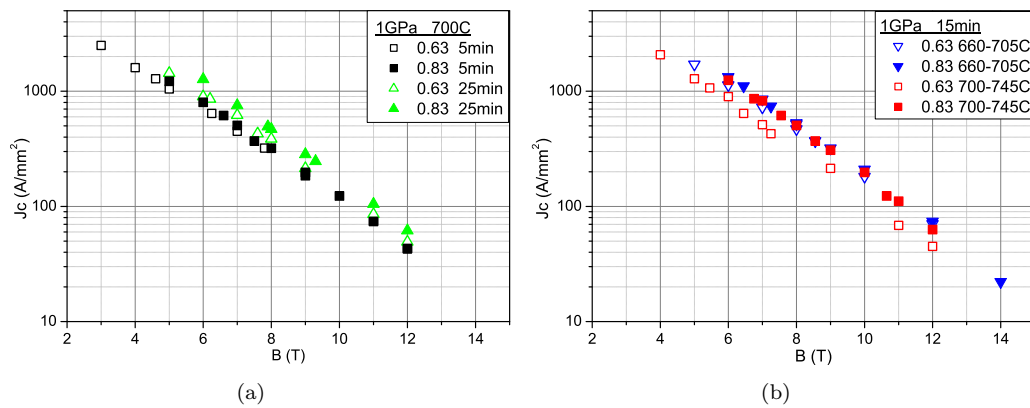 1GPa 700C
0.63 5min
0.83 5min
0.63 25min
0.83 25min
1000
100
10
Jc (A/mm²)
2 4 6 8 10 12 14
B (T)
(a)
1GPa 15min
0.63 660-705C
0.83 660-705C
0.63 700-745C
0.83 700-745C
1000
100
10
Jc (A/mm²)
2 4 6 8 10 12 14
B (T)
(b)